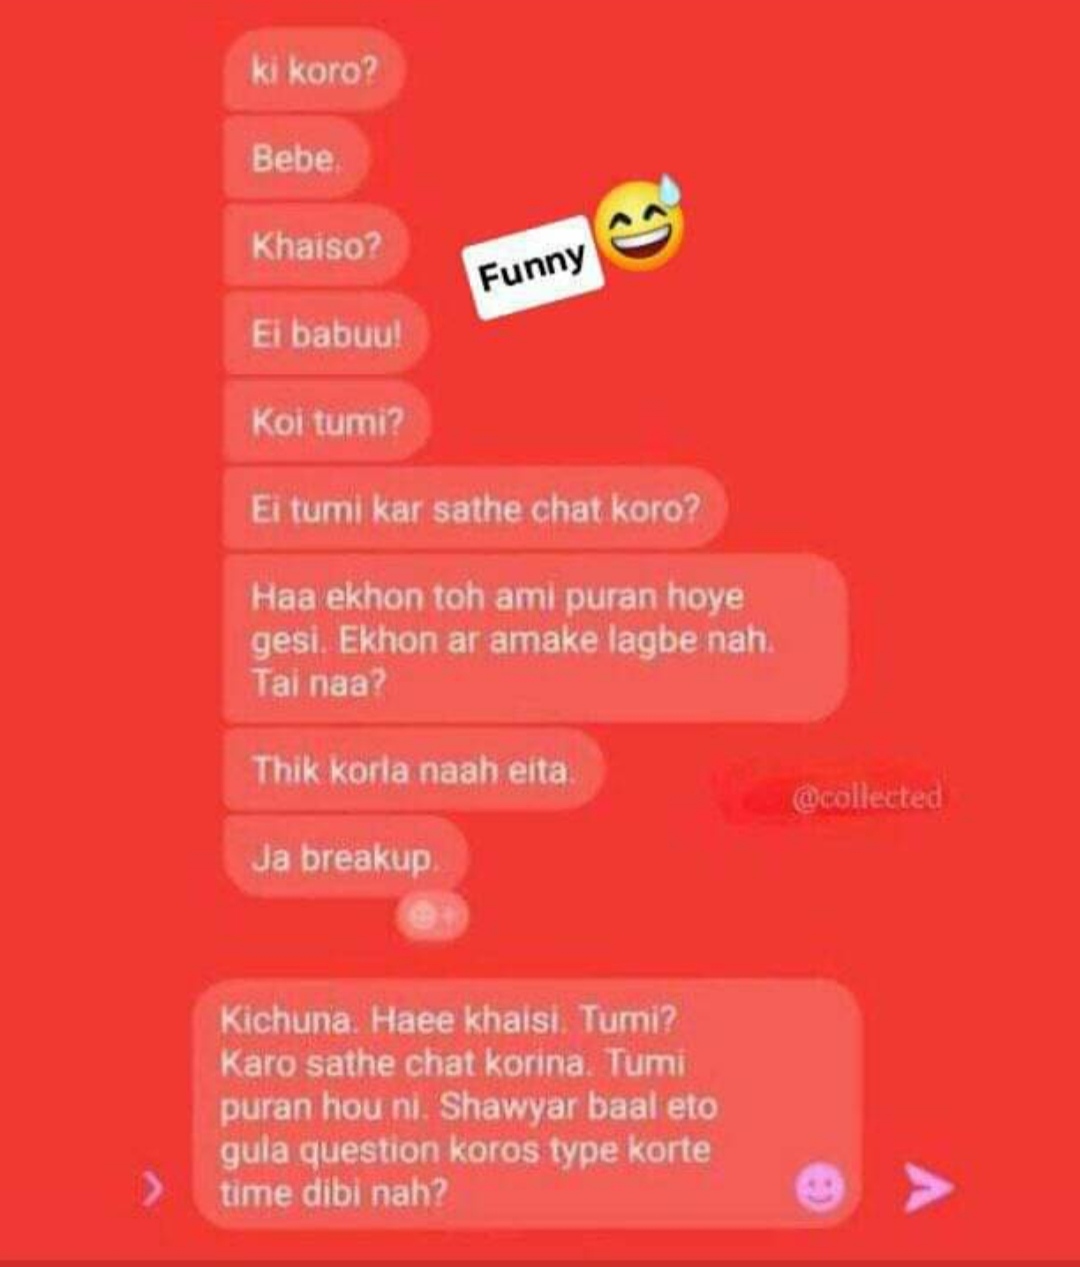 ki koro?
Bebe.
Khaiso?
Funny
Ei babuu!
Koi tumi?
Ei tumi kar sathe chat koro?
Haa ekhon toh ami puran hoye
gesi. Ekhon ar amake lagbe nah.
Tai naa?
Thik korla naah eita.
@collected
Ja breakup.
Kichuna. Haee khaisi. Tumi?
Karo sathe chat korina. Tumi
puran hou ni. Shawyar baal eto
gula question koros type korte
time dibi nah?